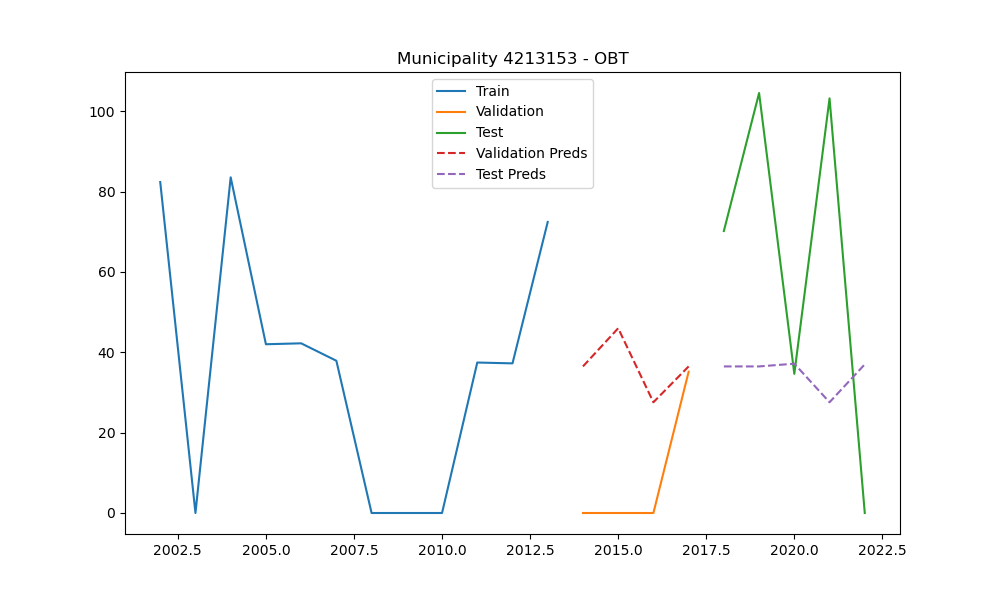 Municipality 4213153 - OBT
Train
Validation
Test
Validation Preds
Test Preds
100
80
60
40
20
0
2002.5 2005.0 2007.5 2010.0 2012.5 2015.0 2017.5 2020.0 2022.5